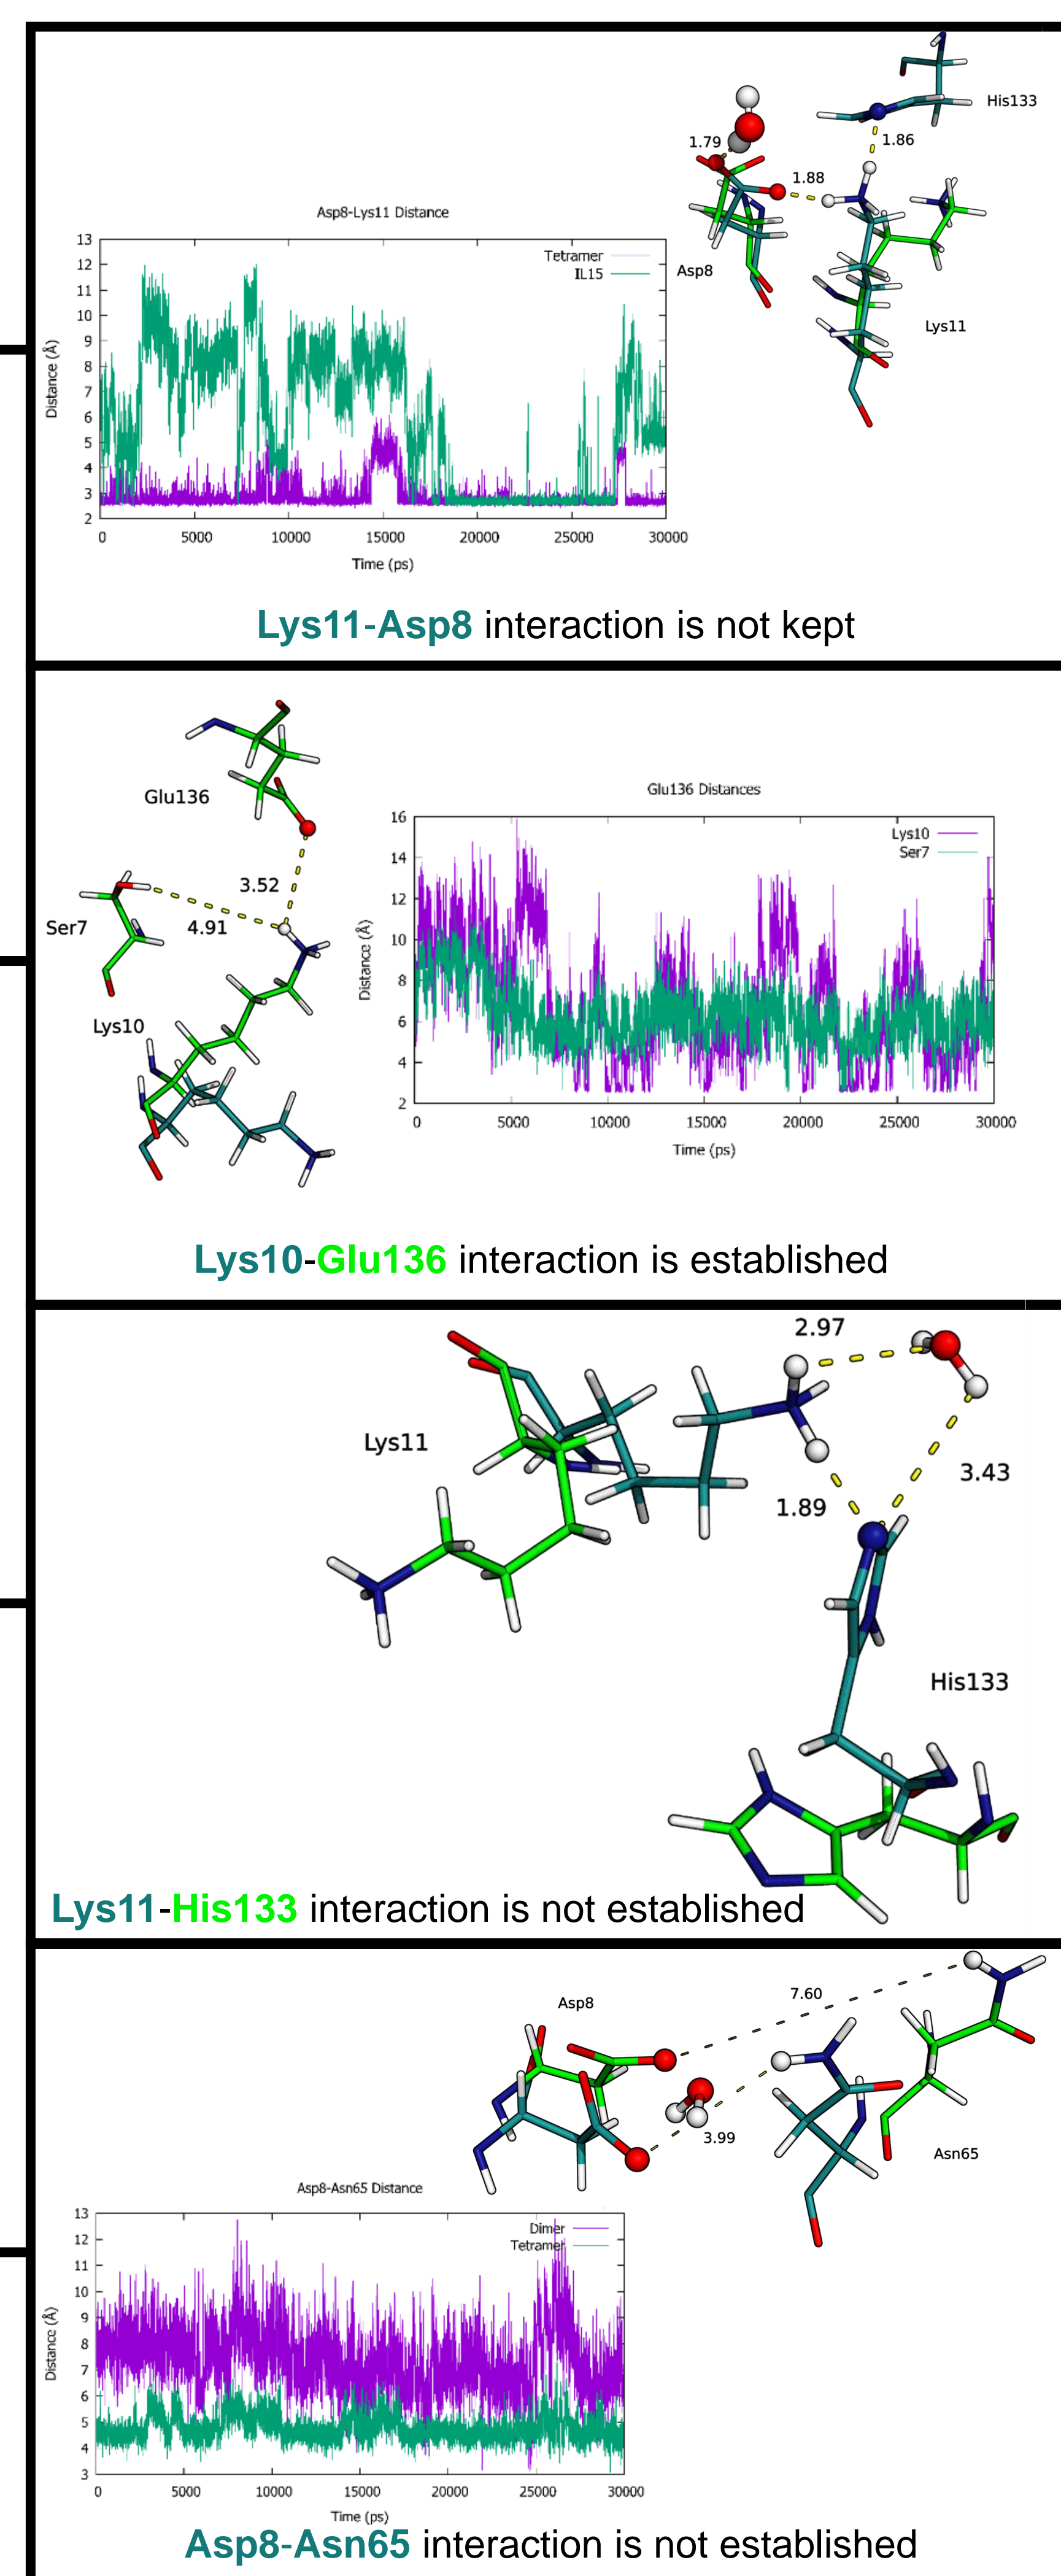 His133
1.79
1.86
1.88
Asp8
Lys11
Asp8-Lys11 Distance
Tetramer
IL15
Distance (Å)
13
12
11
10
9
8
7
6
5
4
3
2
0 5000 10000 15000 20000 25000 30000
Time (ps)
Lys11-Asp8 interaction is not kept
Glu136
3.52
Ser7
4.91
Lys10
Glu136 Distances
Lys10
Ser7
Distance (Å)
16
14
12
10
8
6
4
2
0 5000 10000 15000 20000 25000 30000
Time (ps)
Lys10-Glu136 interaction is established
2.97
Lys11
3.43
1.89
His133
Lys11-His133 interaction is not established
7.60
Asp8
3.99
Asn65
Asp8-Asn65 Distance
Dimer
Tetramer
Distance (Å)
13
12
11
10
9
8
7
6
5
4
3
0 5000 10000 15000 20000 25000 30000
Time (ps)
Asp8-Asn65 interaction is not established